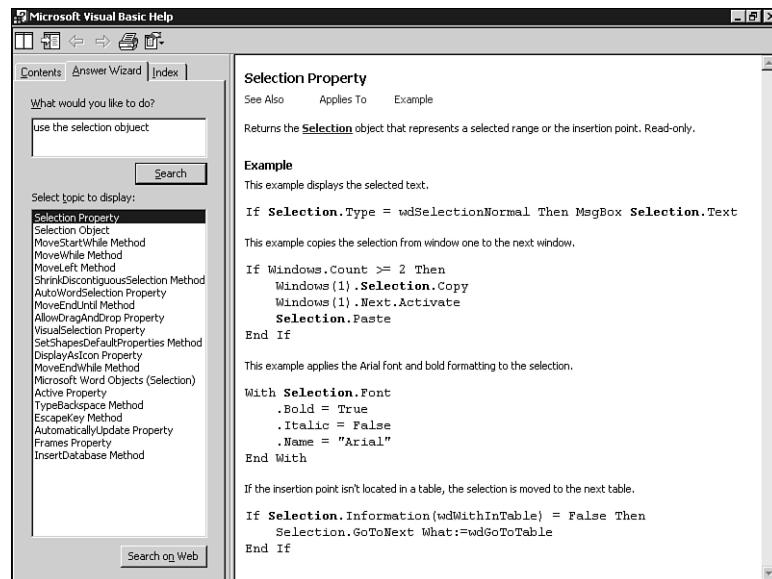 Microsoft Visual Basic Help
Contents Answer Wizard Index
What would you like to do?
use the selection objuect
Search
Select topic to display:
Selection Property
Selection Object
MoveStartWhile Method
MoveWhile Method
MoveLeft Method
ShrinkDiscontiguousSelection Method
AutoWordSelection Property
MoveEndUntil Method
AllowDragAndDrop Property
VisualSelection Property
SetShapesDefaultProperties Method
DisplayAsIcon Property
MoveEndWhile Method
Microsoft Word Objects (Selection)
Active Property
TypeBackspace Method
EscapeKey Method
AutomaticallyUpdate Property
Frames Property
InsertDatabase Method
Search on Web
Selection Property
See Also Applies To Example
Returns the Selection object that represents a selected range or the insertion point. Read-only.
Example
This example displays the selected text.
If Selection.Type = wdSelectionNormal Then MsgBox Selection.Text
This example copies the selection from window one to the next window.
If Windows.Count >= 2 Then
    Windows(1).Selection.Copy
    Windows(1).Next.Activate
    Selection.Paste
End If
This example applies the Arial font and bold formatting to the selection.
With Selection.Font
    .Bold = True
    .Italic = False
    .Name = "Arial"
End With
If the insertion point isn't located in a table, the selection is moved to the next table.
If Selection.Information(wdWithInTable) = False Then
    Selection.GoToNext What:=wdGoToTable
End If